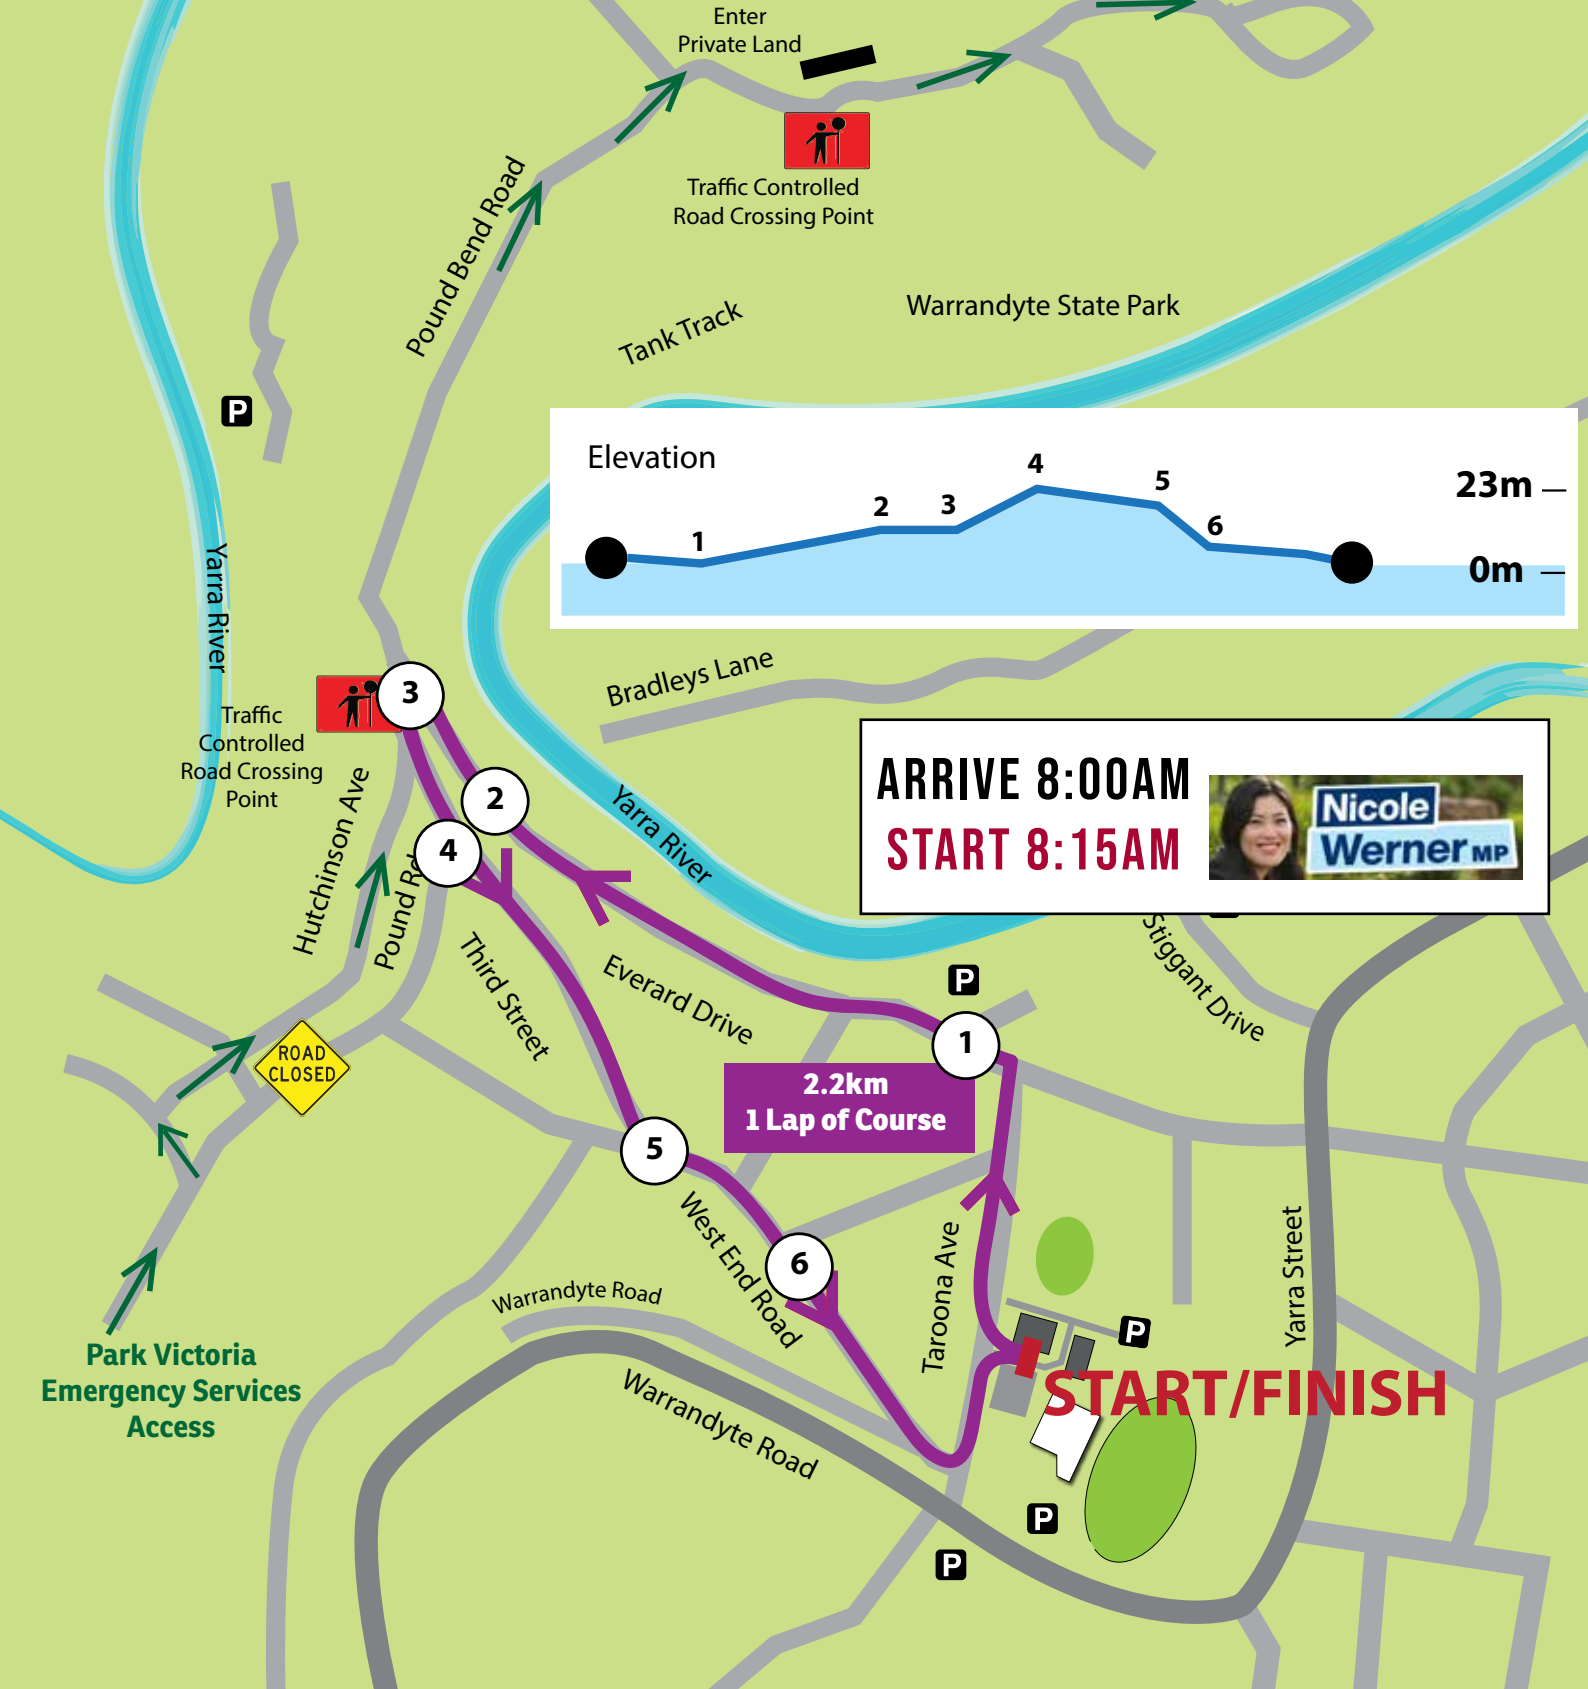 Enter
Private Land
Traffic Controlled
Road Crossing Point
Pound Bend Road
Tank Track
Warrandyte State Park
P
Elevation
1
2
3
4
5
6
23m
0m
Yarra River
Bradleys Lane
3
Traffic
Controlled
Road Crossing
Point
2
4
Yarra River
ARRIVE 8:00AM
START 8:15AM
Nicole
Werner MP
Hutchinson Ave
Pound Rd
Third Street
Everard Drive
P
Stiggant Drive
1
ROAD
CLOSED
2.2km
1 Lap of Course
5
West End Road
6
Taroona Ave
Yarra Street
Warrandyte Road
P
Park Victoria
Emergency Services
Access
START/FINISH
Warrandyte Road
P
P